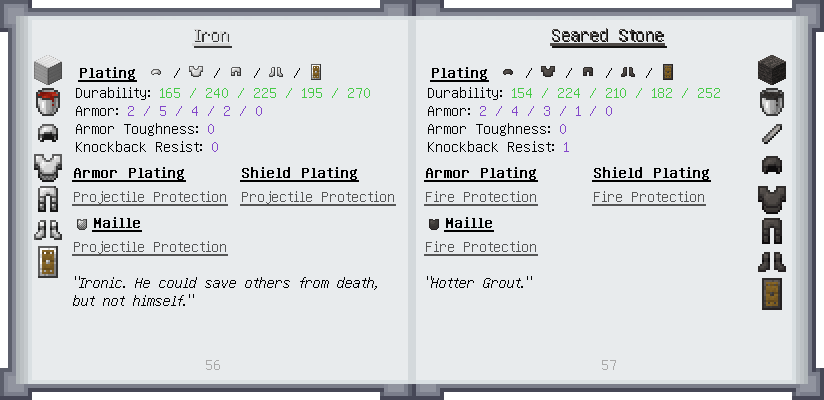 Iron
Plating / / / /
Durability: 165 / 240 / 225 / 195 / 270
Armor: 2 / 5 / 4 / 2 / 0
Armor Toughness: 0
Knockback Resist: 0
Armor Plating Shield Plating
Projectile Protection Projectile Protection
Maille
Projectile Protection
"Ironic. He could save others from death,
but not himself."
56
Seared Stone
Plating / / / /
Durability: 154 / 224 / 210 / 182 / 252
Armor: 2 / 4 / 3 / 1 / 0
Armor Toughness: 0
Knockback Resist: 1
Armor Plating Shield Plating
Fire Protection Fire Protection
Maille
Fire Protection
"Hotter Grout."
57